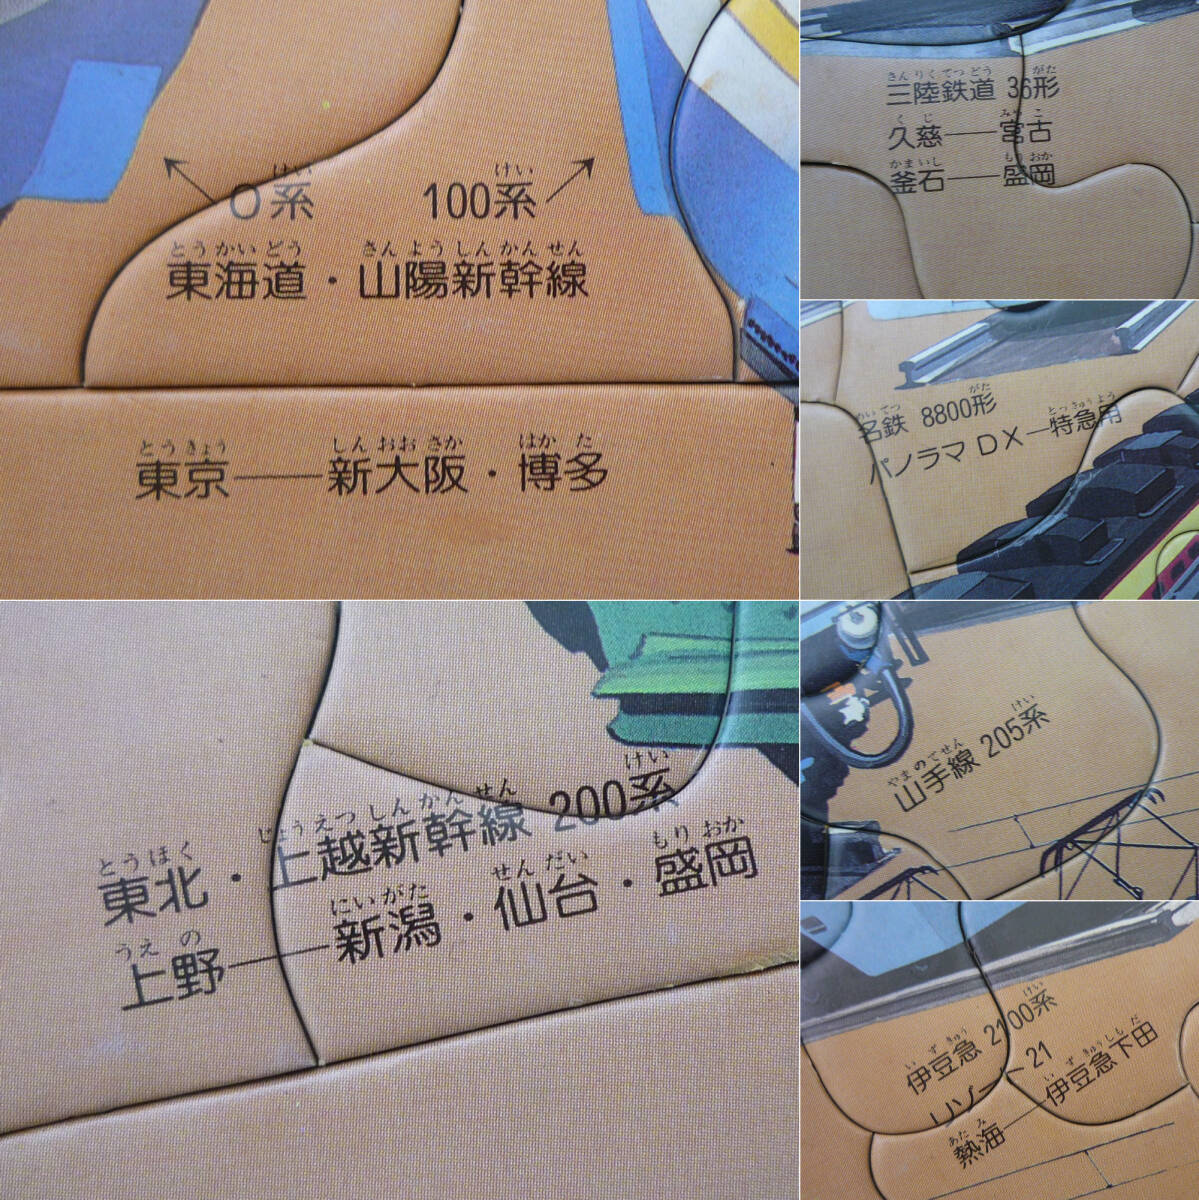 0系 100系
東海道・山陽新幹線
東京——新大阪・博多
東北・上越新幹線 200系
上野——新潟・仙台・盛岡
三陸鉄道 36形
久慈——宮古
釜石——盛岡
名鉄 8800形
パノラマDX—特急用
山手線 205系
伊豆急 2100系
リゾート21
熱海——伊豆急下田